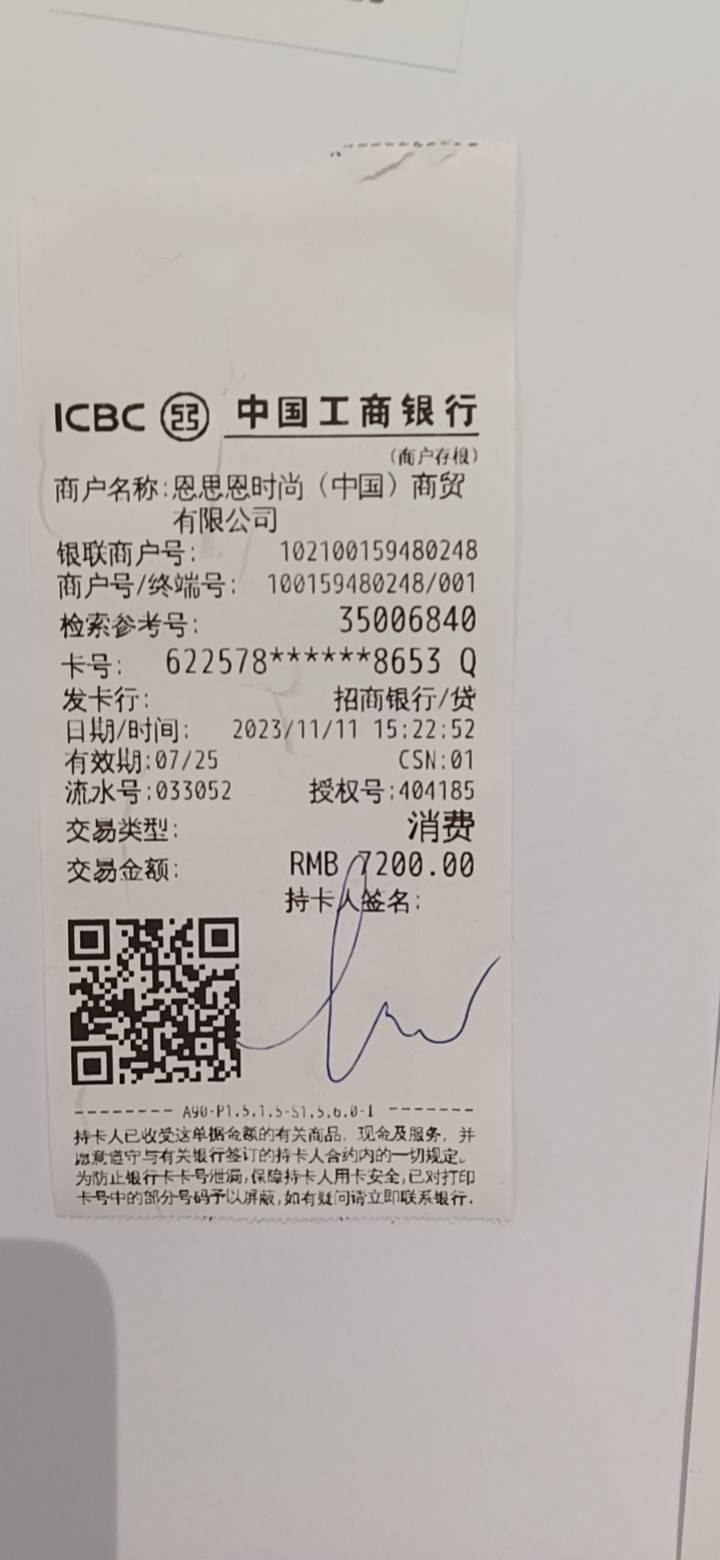 ICBC 中国工商银行
(商户存根)
商户名称:恩思恩时尚（中国）商贸
有限公司
银联商户号: 102100159480248
商户号/终端号: 100159480248/001
检索参考号: 35006840
卡号: 622578******8653 Q
发卡行: 招商银行/贷
日期/时间: 2023/11/11 15:22:52
有效期:07/25 CSN:01
流水号:033052 授权号:404185
交易类型: 消费
交易金额: RMB 7200.00
持卡人签名:
-------- A90-P1.5.1.5-S1.5.6.0-I -------
持卡人已收受这单据金额的有关商品, 现金及服务, 并
愿意遵守与有关银行签订的持卡人合约内的一切规定。
为防止银行卡卡号泄漏,保障持卡人用卡安全,已对打印
卡号中的部分号码予以屏蔽,如有疑问请立即联系银行.